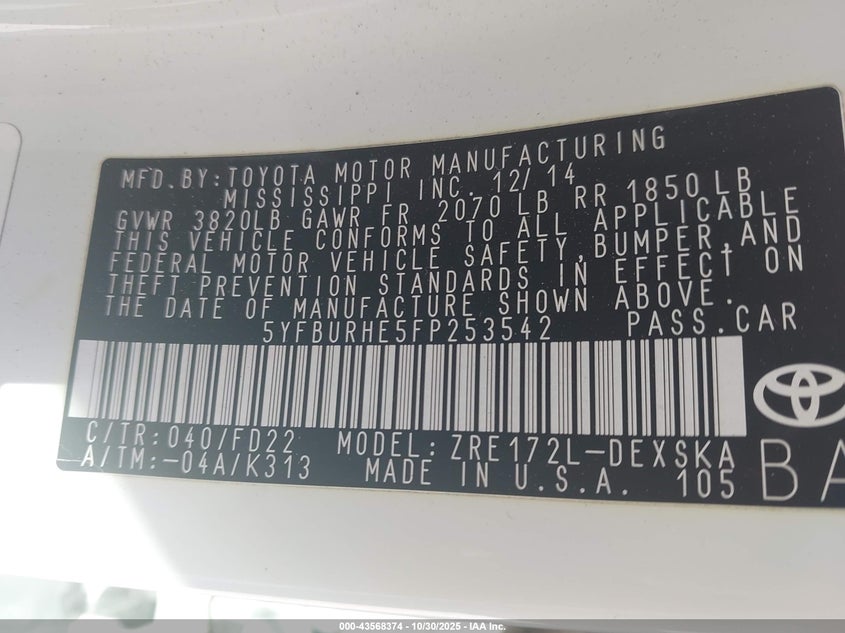 MFD.BY:TOYOTA MOTOR MANUFACTURING
MISSISSIPPI INC. 12/14
GVWR 3820LB GAWR FR 2070 LB RR 1850 LB
THIS VEHICLE CONFORMS TO ALL APPLICABLE
FEDERAL MOTOR VEHICLE SAFETY,BUMPER,AND
THEFT PREVENTION STANDARDS IN EFFECT ON
THE DATE OF MANUFACTURE SHOWN ABOVE.
5YFBURHE5FP253542 PASS.CAR
C/TR:040/FD22 MODEL:ZRE172L-DEXSKA
A/TM:-04A/K313 MADE IN U.S.A. 105
BA
000-43568374 - 10/30/2025 - IAA Inc.